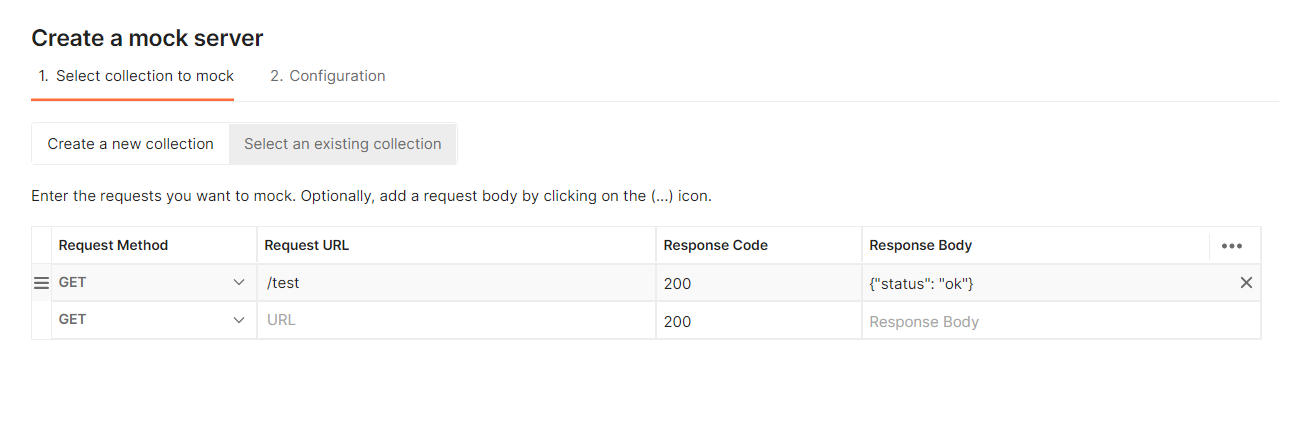 Create a mock server
1. Select collection to mock 2. Configuration
Create a new collection Select an existing collection
Enter the requests you want to mock. Optionally, add a request body by clicking on the (...) icon.
Request Method Request URL Response Code Response Body •••
GET /test 200 {"status": "ok"}
GET URL 200 Response Body